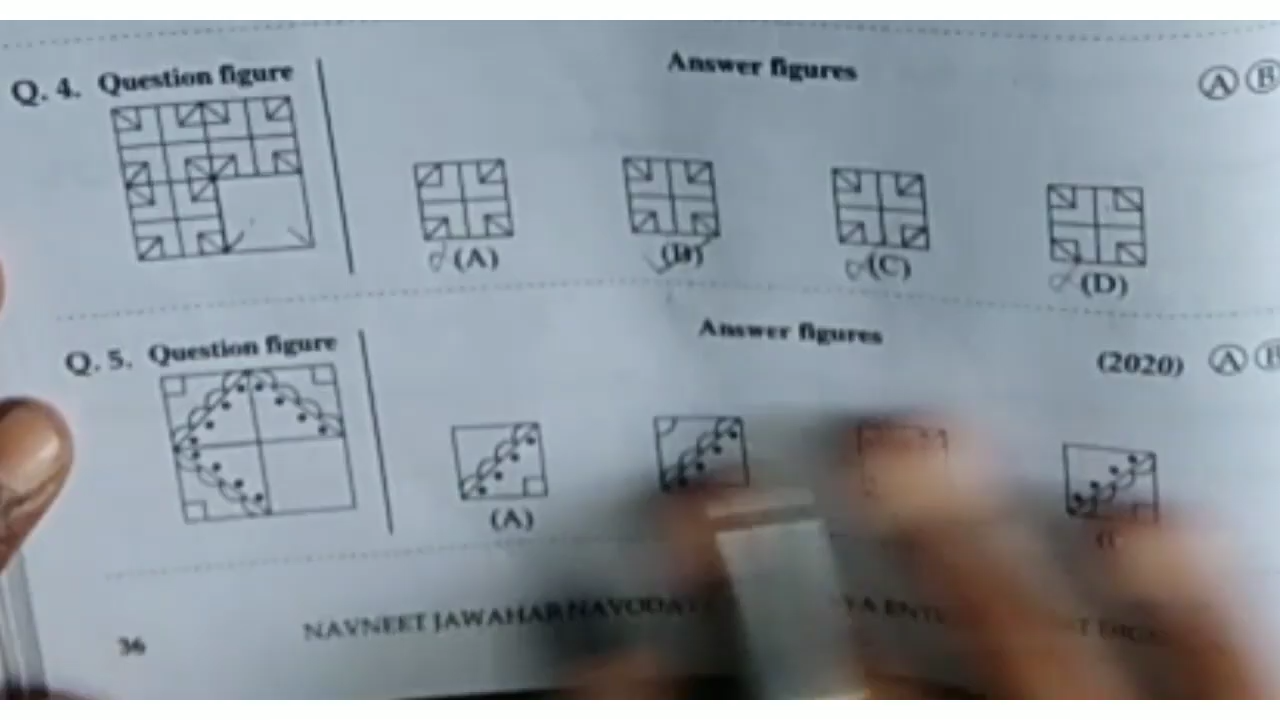 Q. 4. Question figure
Answer figures
A B
(A) (B) (C) (D)
Q. 5. Question figure
Answer figures
(2020) A B
(A)
36 NAVNEET JAWAHAR